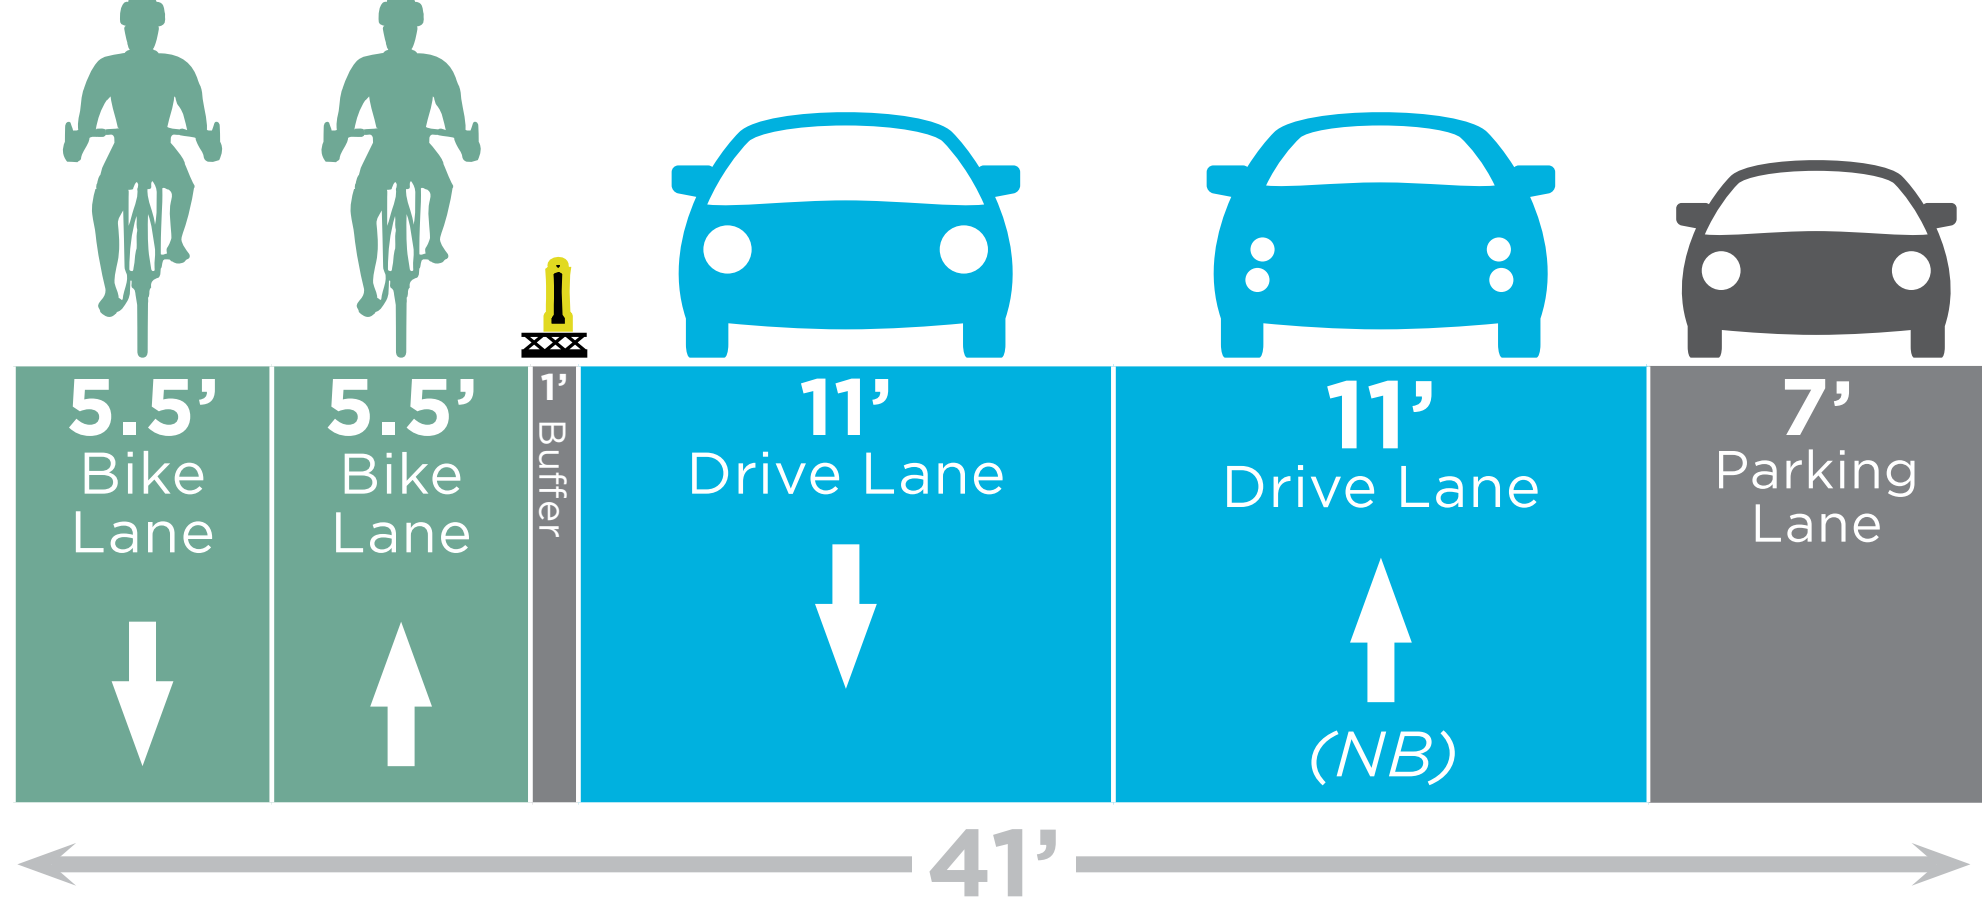 5.5’
Bike
Lane
5.5’
Bike
Lane
1’
Buffer
11’
Drive Lane
11’
Drive Lane
(NB)
7’
Parking
Lane
41’